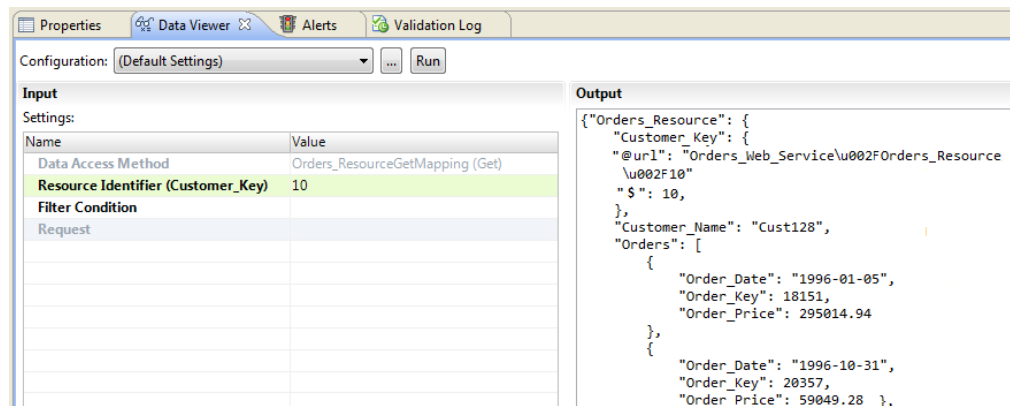 Properties Data Viewer Alerts Validation Log
Configuration: (Default Settings) ... Run
Input
Settings:
Name Value
Data Access Method Orders_ResourceGetMapping (Get)
Resource Identifier (Customer_Key) 10
Filter Condition
Request
Output
{"Orders_Resource": {
"Customer_Key": {
"@url": "Orders_Web_Service\u002FOrders_Resource
\u002F10"
"$": 10,
},
"Customer_Name": "Cust128",
"Orders": [
{
"Order_Date": "1996-01-05",
"Order_Key": 18151,
"Order_Price": 295014.94
},
{
"Order_Date": "1996-10-31",
"Order_Key": 20357,
"Order_Price": 59049.28 },